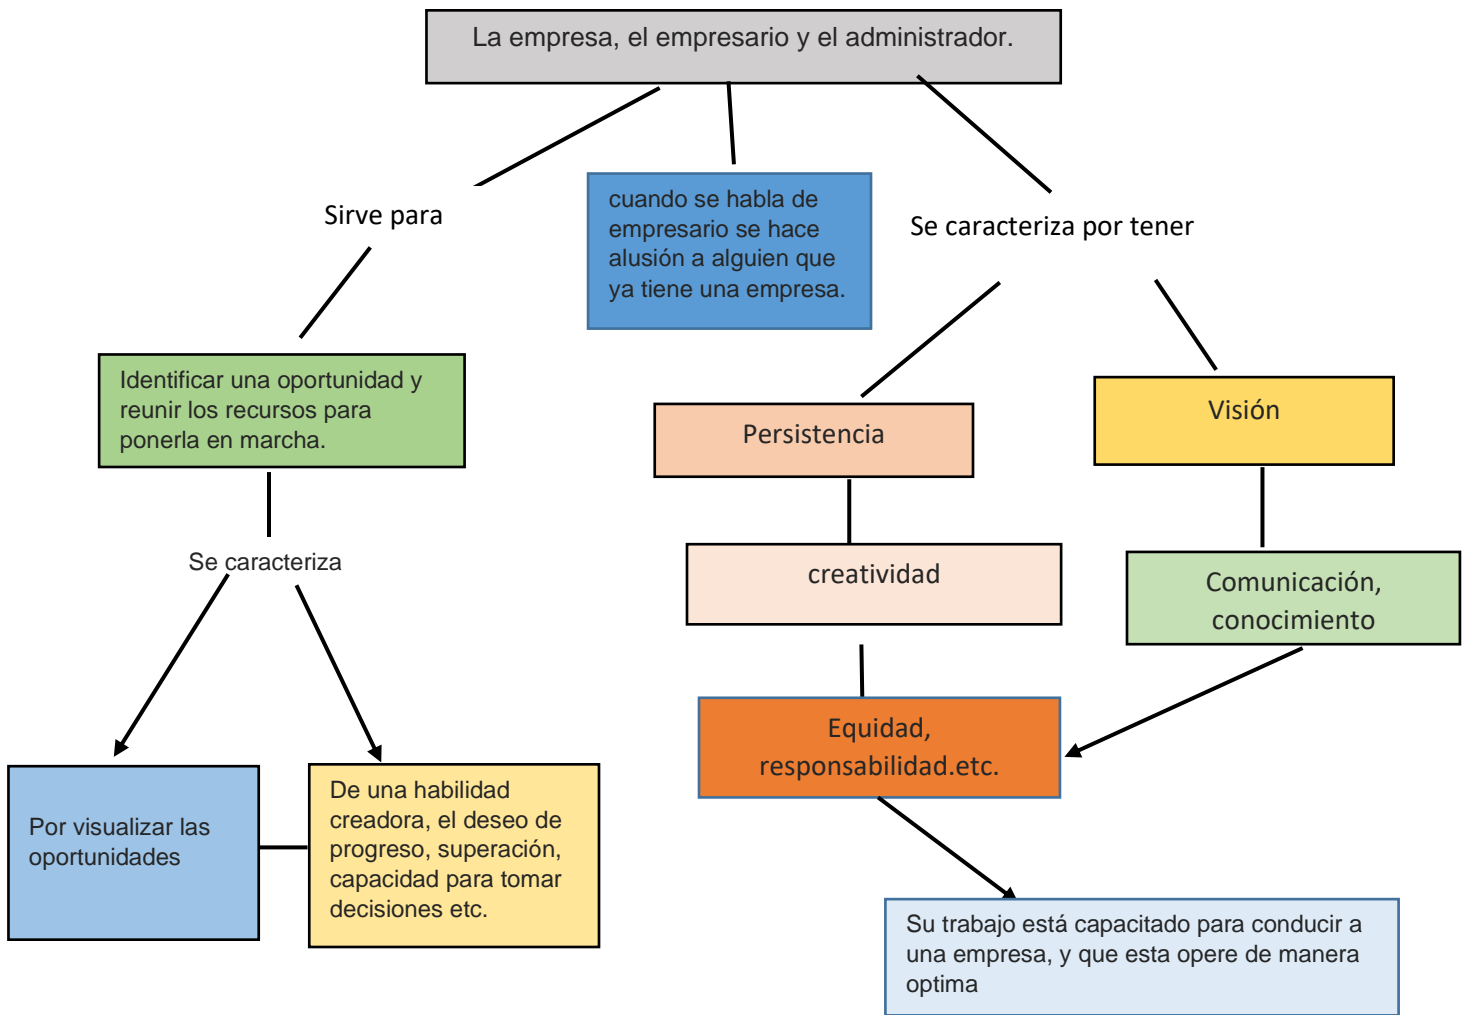 La empresa, el empresario y el administrador.
Sirve para
cuando se habla de
empresario se hace
alusión a alguien que
ya tiene una empresa.
Se caracteriza por tener
Identificar una oportunidad y
reunir los recursos para
ponerla en marcha.
Persistencia
Visión
Se caracteriza
creatividad
Comunicación,
conocimiento
Equidad,
responsabilidad.etc.
Por visualizar las
oportunidades
De una habilidad
creadora, el deseo de
progreso, superación,
capacidad para tomar
decisiones etc.
Su trabajo está capacitado para conducir a
una empresa, y que esta opere de manera
optima